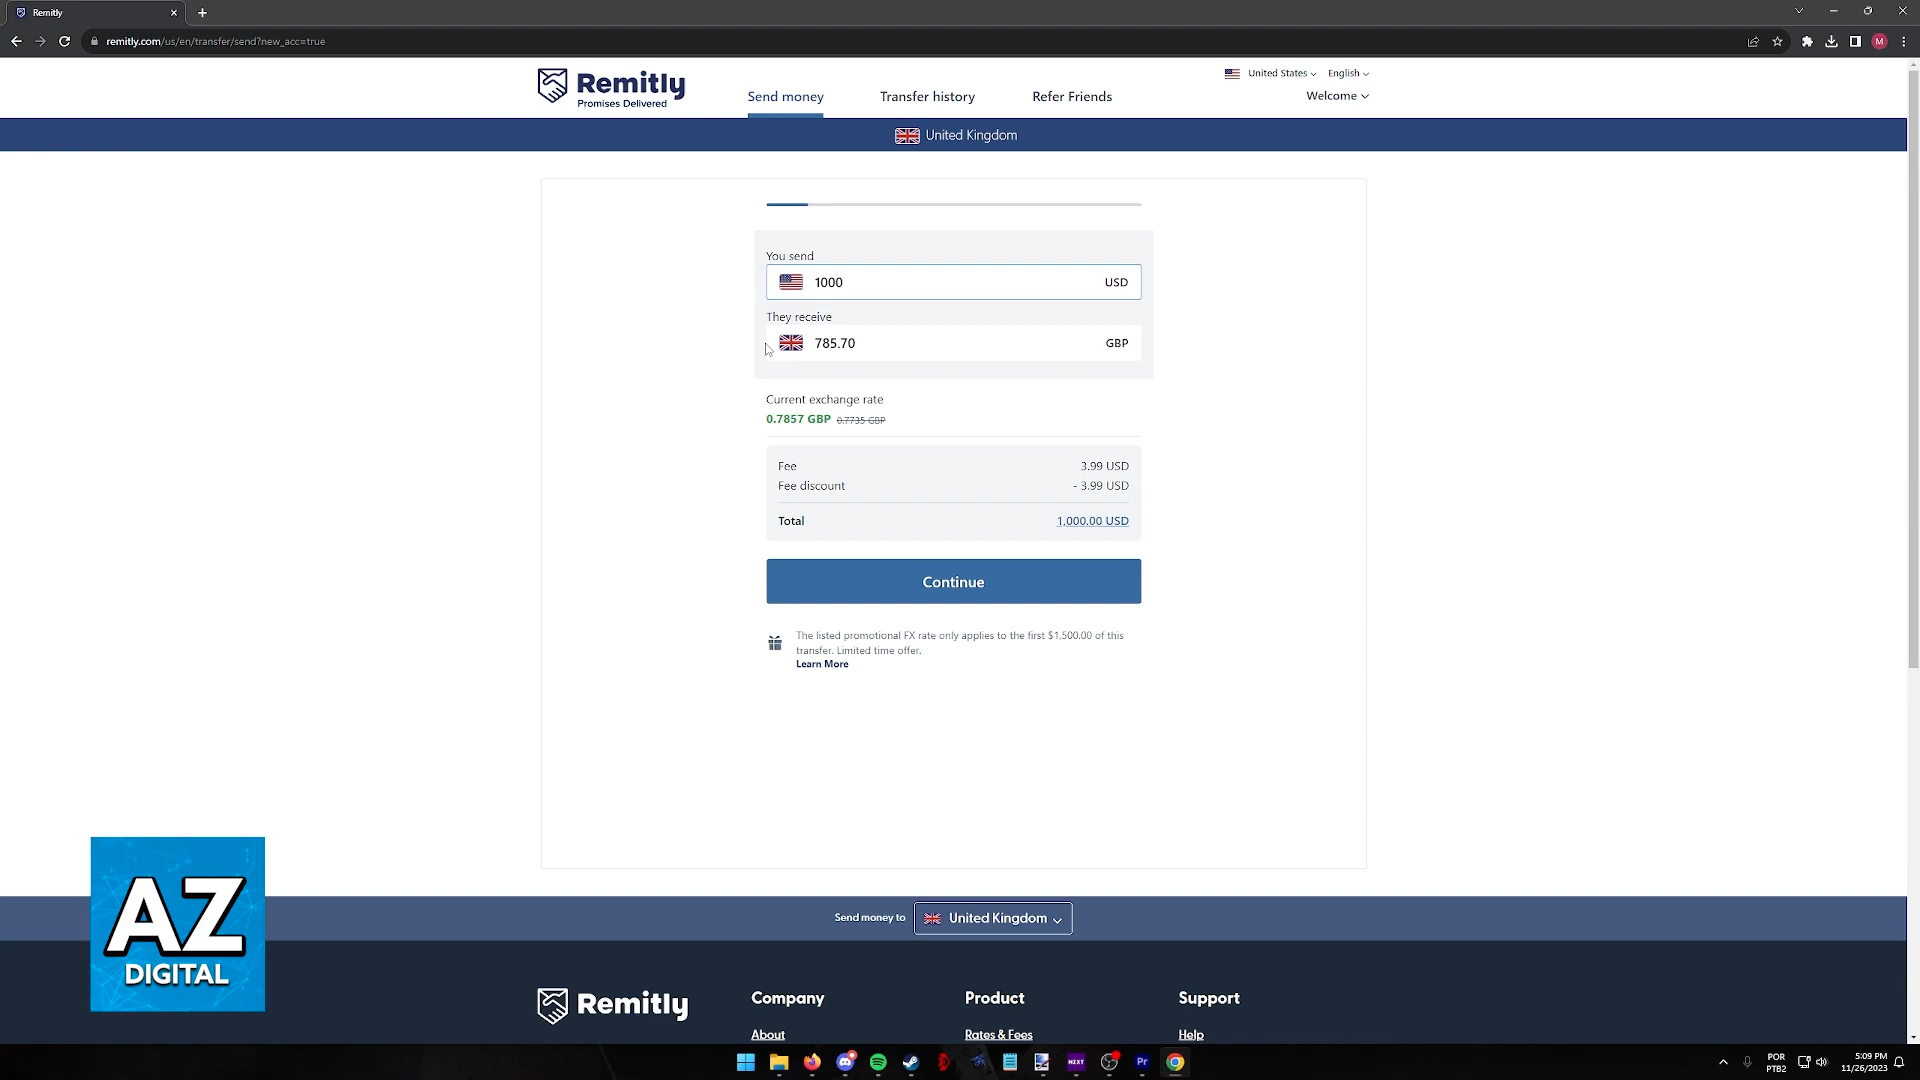 Remitly
remitly.com/us/en/transfer/send?new_acc=true
M
Remitly
Promises Delivered
Send money
Transfer history
Refer Friends
United States
English
Welcome
United Kingdom
You send
1000
USD
They receive
785.70
GBP
Current exchange rate
0.7857 GBP 0.7735 GBP
Fee 3.99 USD
Fee discount - 3.99 USD
Total 1,000.00 USD
Continue
The listed promotional FX rate only applies to the first $1,500.00 of this
transfer. Limited time offer.
Learn More
AZ
DIGITAL
Send money to
United Kingdom
Remitly
Company
Product
Support
About
Rates & Fees
Help
NZXT
Pr
POR
PTB2
5:09 PM
11/26/2023